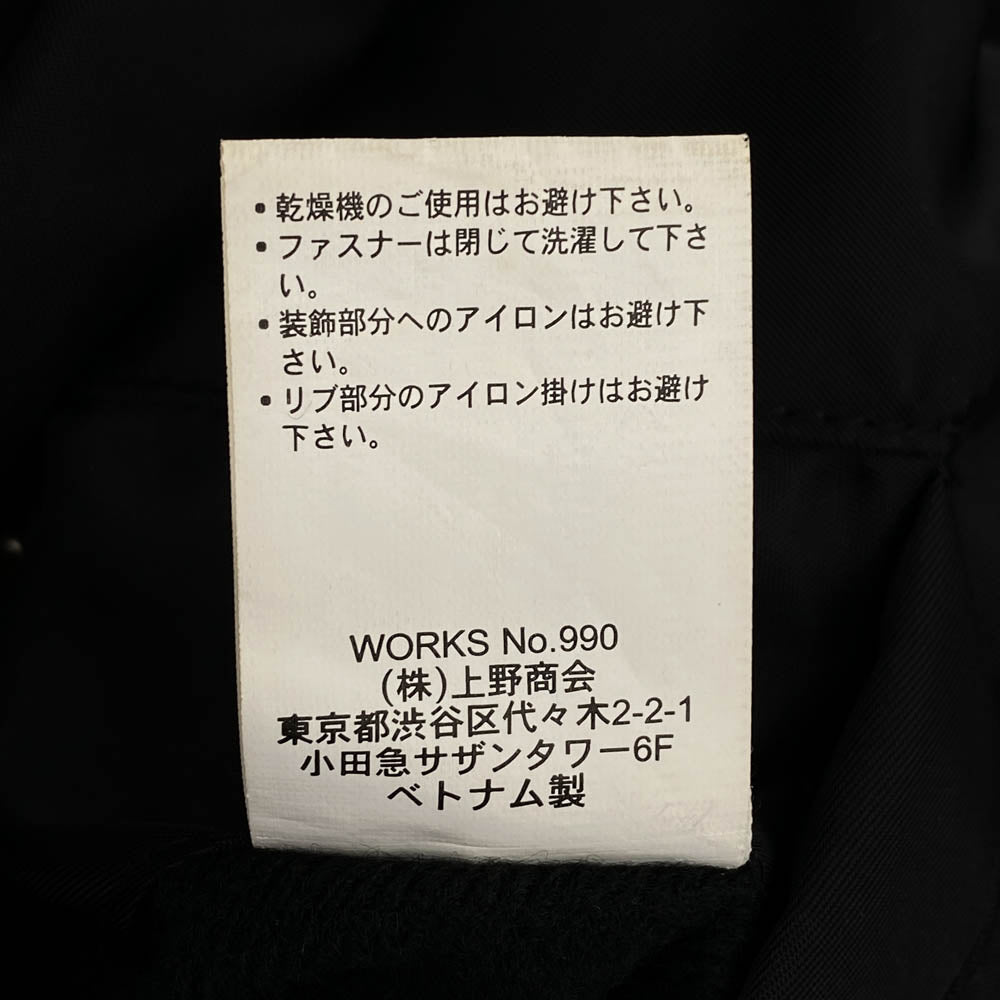 ・乾燥機のご使用はお避け下さい。
・ファスナーは閉じて洗濯して下さ
い。
・装飾部分へのアイロンはお避け下
さい。
・リブ部分のアイロン掛けはお避け
下さい。
WORKS No.990
(株)上野商会
東京都渋谷区代々木2-2-1
小田急サザンタワー6F
ベトナム製